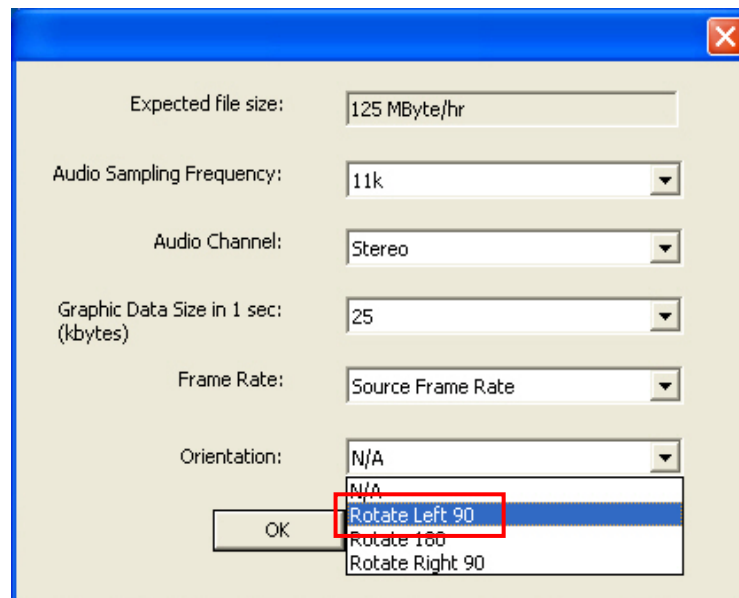 Expected file size: 125 MByte/hr
Audio Sampling Frequency: 11k
Audio Channel: Stereo
Graphic Data Size in 1 sec: 25
(kbytes)
Frame Rate: Source Frame Rate
Orientation: N/A
N/A
Rotate Left 90
OK
Rotate 180
Rotate Right 90